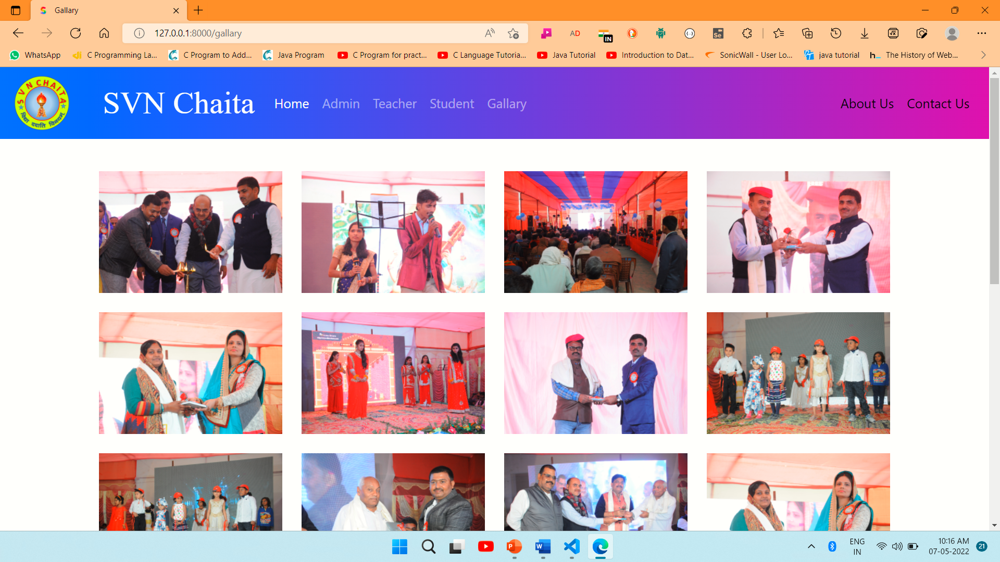 Gallary
127.0.0.1:8000/gallary
AD
IN
Se
WhatsApp
C Programming La...
C Program to Add...
Java Program
C Program for pract...
C Language Tutoria...
Java Tutorial
Introduction to Dat...
SonicWall - User Lo...
java tutorial
The History of Web...
SVN CHAITA
विद्या ददाति विनयम्
SVN Chaita
Home
Admin
Teacher
Student
Gallary
About Us
Contact Us
ENG
IN
10:16 AM
07-05-2022
21